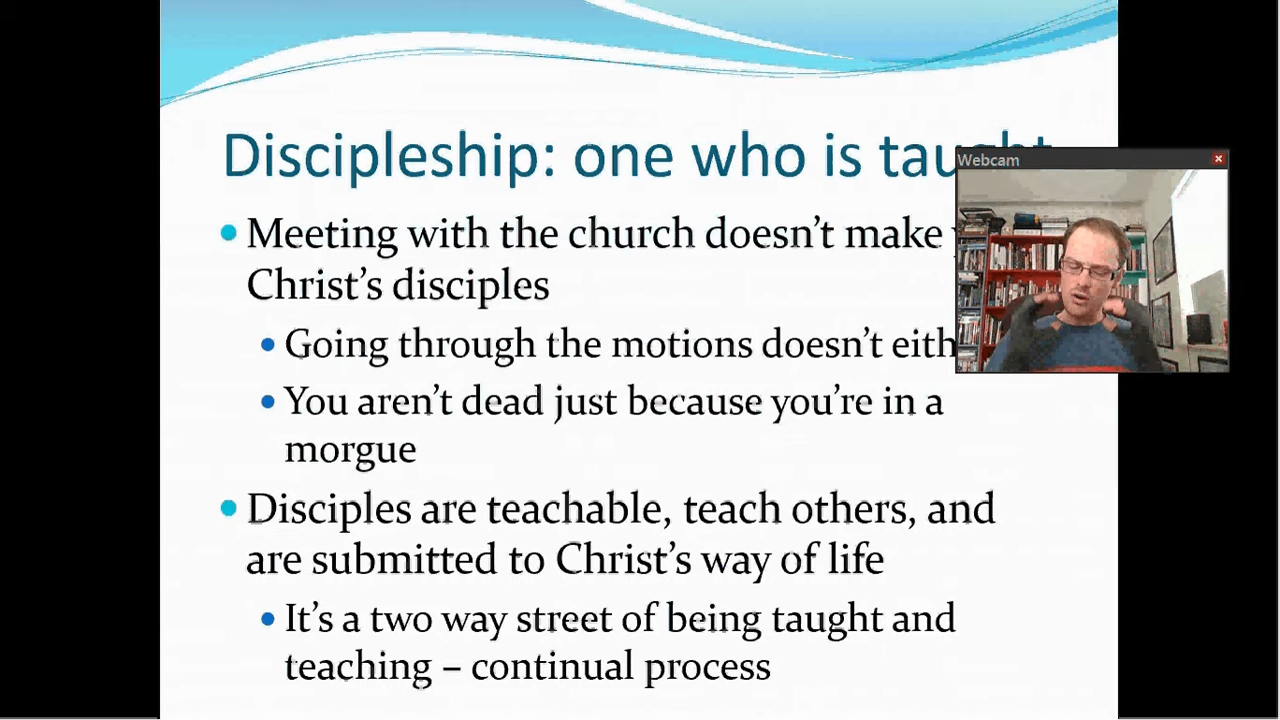 Discipleship: one who is taught
Webcam
Meeting with the church doesn't make
Christ's disciples
Going through the motions doesn't eith
You aren't dead just because you're in a
morgue
Disciples are teachable, teach others, and
are submitted to Christ's way of life
It's a two way street of being taught and
teaching – continual process